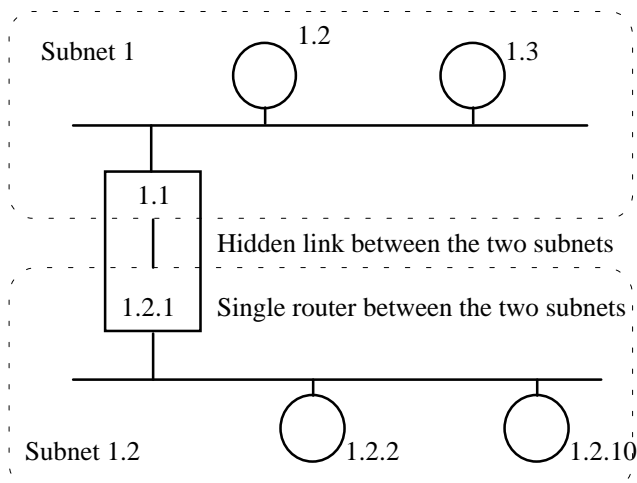 1.2
Subnet 1
1.3
1.1
Hidden link between the two subnets
1.2.1
Single router between the two subnets
Subnet 1.2
1.2.2
1.2.10